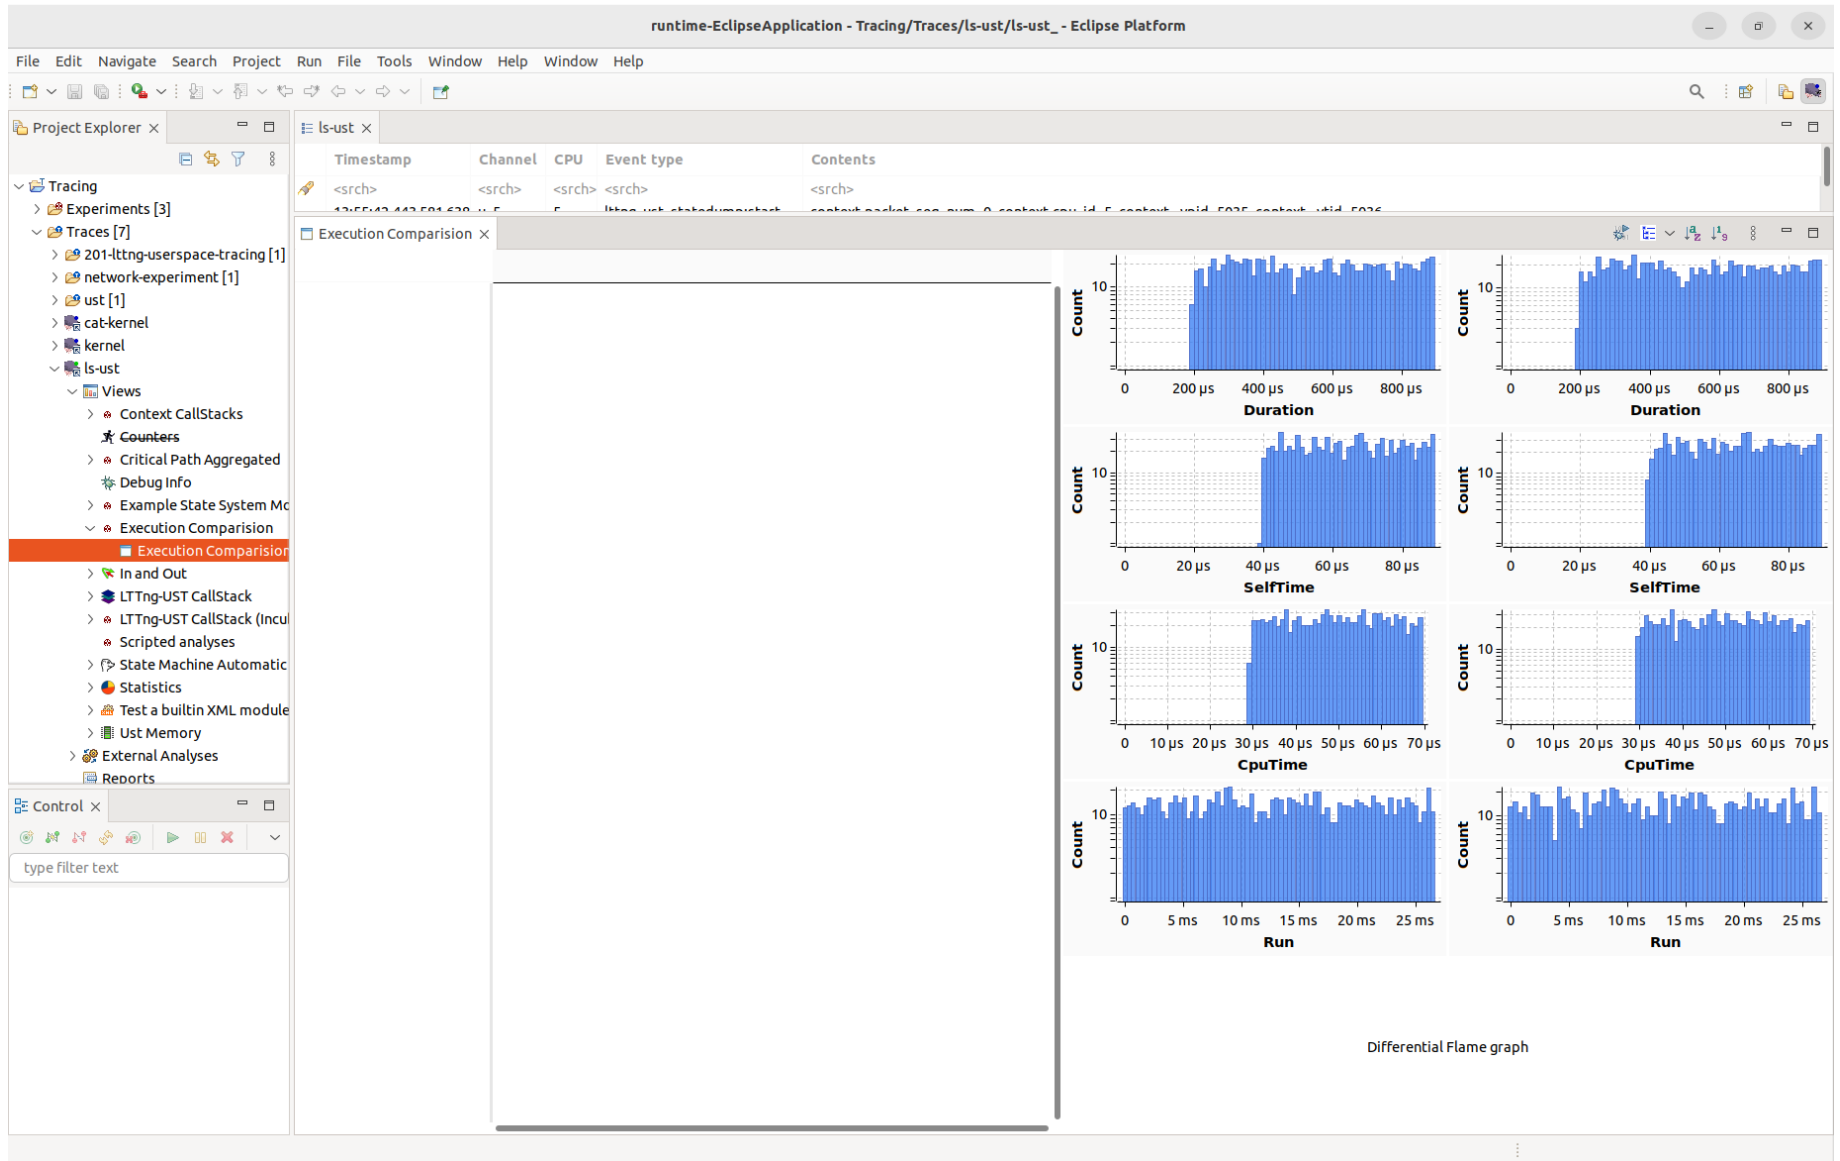 runtime-EclipseApplication - Tracing/Traces/ls-ust/ls-ust_ - Eclipse Platform
File Edit Navigate Search Project Run File Tools Window Help Window Help
Project Explorer
Tracing
Experiments [3]
Traces [7]
201-lttng-userspace-tracing [1]
network-experiment [1]
ust [1]
cat-kernel
kernel
ls-ust
Views
Context CallStacks
Counters
Critical Path Aggregated
Debug Info
Example State System Mo
Execution Comparision
Execution Comparision
In and Out
LTTng-UST CallStack
LTTng-UST CallStack (Incu
Scripted analyses
State Machine Automatic
Statistics
Test a builtin XML module
Ust Memory
External Analyses
Reports
Control
type filter text
ls-ust
Timestamp Channel CPU Event type Contents
<srch> <srch> <srch> <srch> <srch>
Execution Comparision
Count
10
0 200 µs 400 µs 600 µs 800 µs
Duration
Count
10
0 200 µs 400 µs 600 µs 800 µs
Duration
Count
10
0 20 µs 40 µs 60 µs 80 µs
SelfTime
Count
10
0 20 µs 40 µs 60 µs 80 µs
SelfTime
Count
10
0 10 µs 20 µs 30 µs 40 µs 50 µs 60 µs 70 µs
CpuTime
Count
10
0 10 µs 20 µs 30 µs 40 µs 50 µs 60 µs 70 µs
CpuTime
Count
10
0 5 ms 10 ms 15 ms 20 ms 25 ms
Run
Count
10
0 5 ms 10 ms 15 ms 20 ms 25 ms
Run
Differential Flame graph